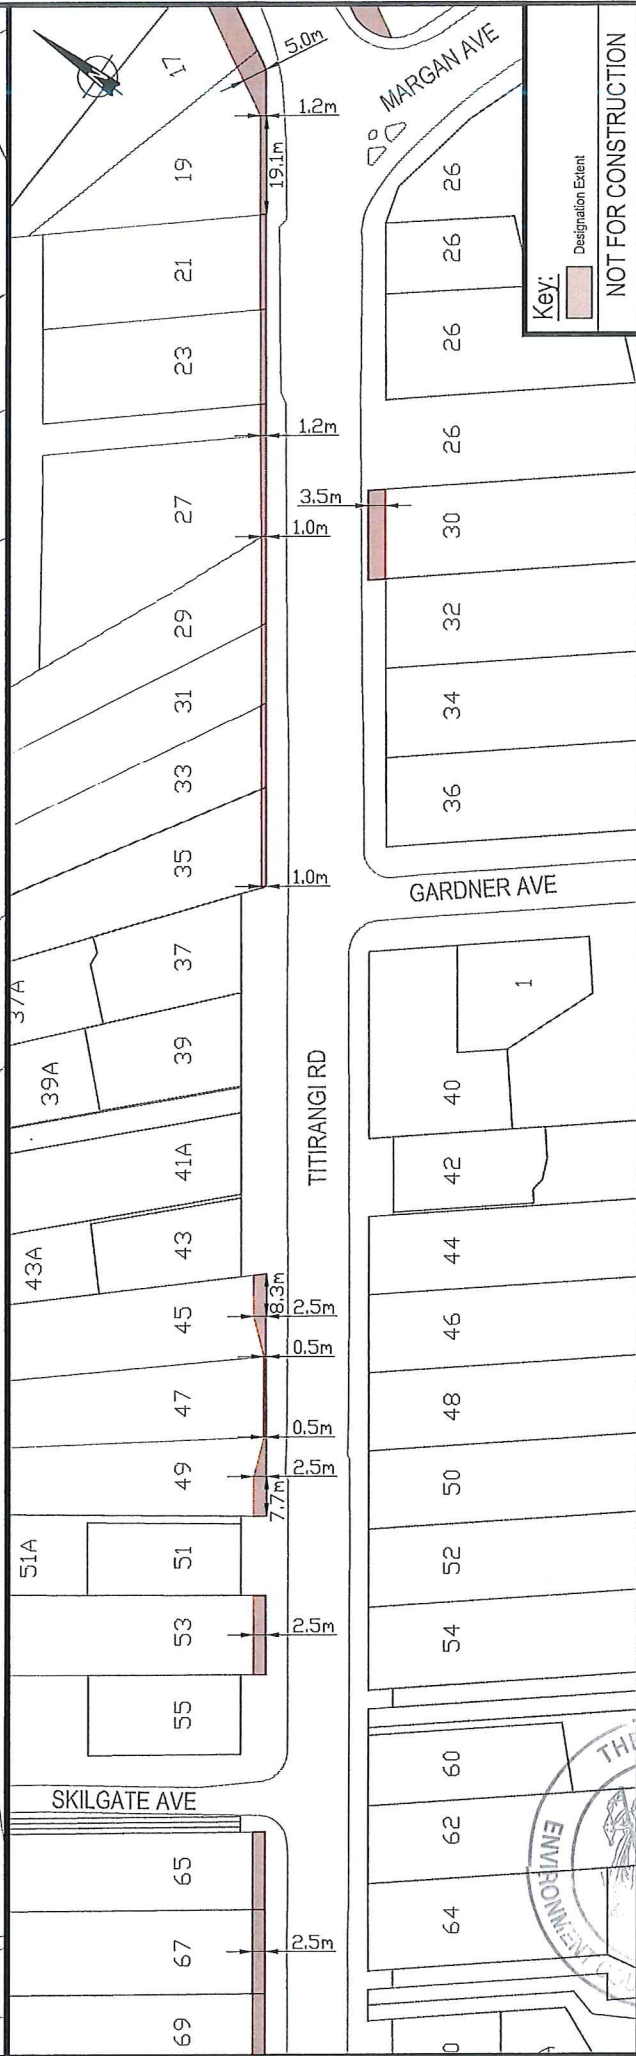 17
5.0m
MARGAN AVE
1.2m
19.1m
19
21
23
1.2m
27
3.5m
1.0m
29
31
33
35
1.0m
26
26
26
26
30
32
34
36
Key:
Designation Extent
NOT FOR CONSTRUCTION
GARDNER AVE
37A
37
39A
39
41A
43A
43
TITIRANGI RD
1
40
42
44
46
48
50
52
54
45
8.3m
2.5m
0.5m
47
0.5m
49
2.5m
7.7m
51A
51
53
2.5m
55
SKILGATE AVE
60
62
64
65
67
2.5m
69
THE
ENVIRONMENT